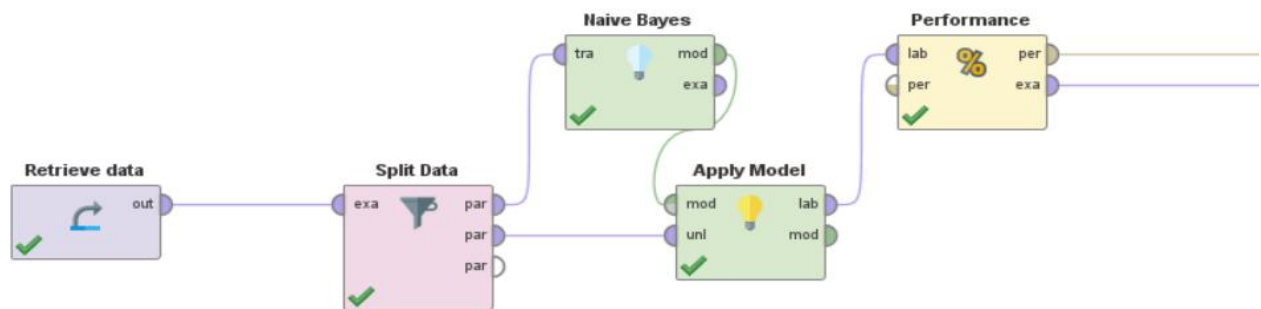 Naive Bayes
Performance
tra
mod
exa
lab
per
per
exa
%
Retrieve data
out
Split Data
exa
par
par
par
Apply Model
mod
lab
unl
mod